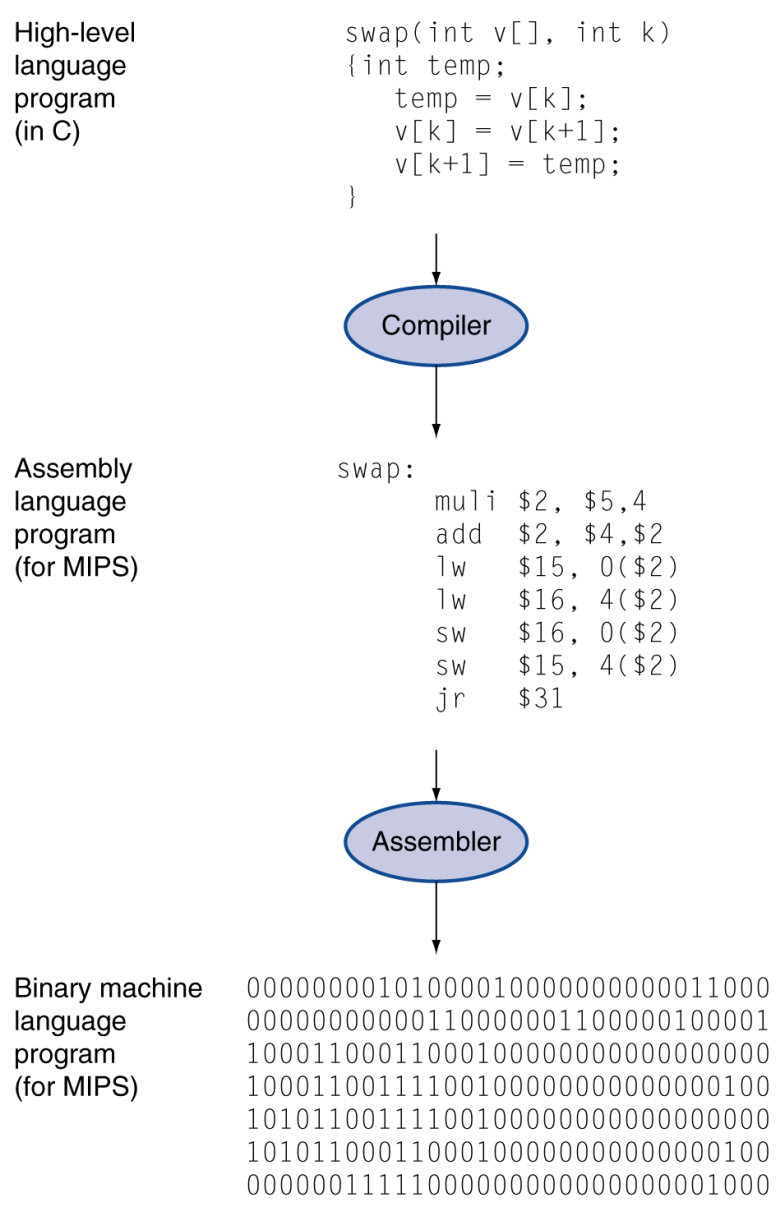 High-level
language
program
(in C)
swap(int v[], int k)
{int temp;
temp = v[k];
v[k] = v[k+1];
v[k+1] = temp;
}
Compiler
Assembly
language
program
(for MIPS)
swap:
muli $2, $5,4
add $2, $4,$2
lw $15, 0($2)
lw $16, 4($2)
sw $16, 0($2)
sw $15, 4($2)
jr $31
Assembler
Binary machine
language
program
(for MIPS)
00000000101000010000000000011000
00000000000110000001100000100001
10001100011000100000000000000000
10001100111100100000000000000100
10101100111100100000000000000000
10101100011000100000000000000100
00000011111000000000000000001000